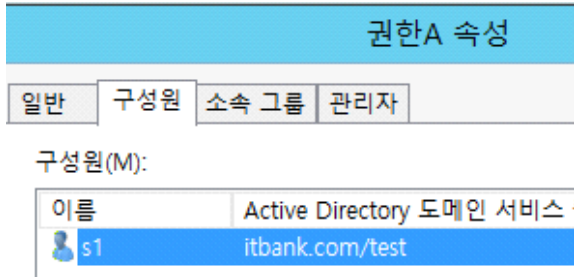 권한A 속성
일반 구성원 소속 그룹 관리자
구성원(M):
이름 Active Directory 도메인 서비스
s1 itbank.com/test